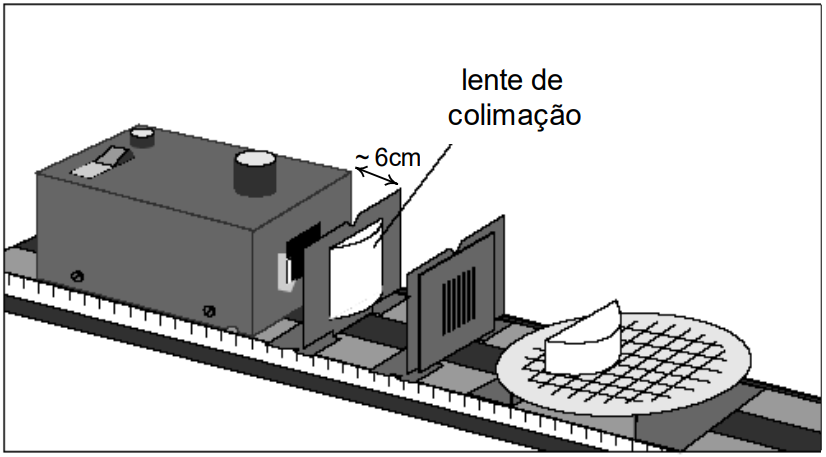 lente de
colimação
~ 6cm